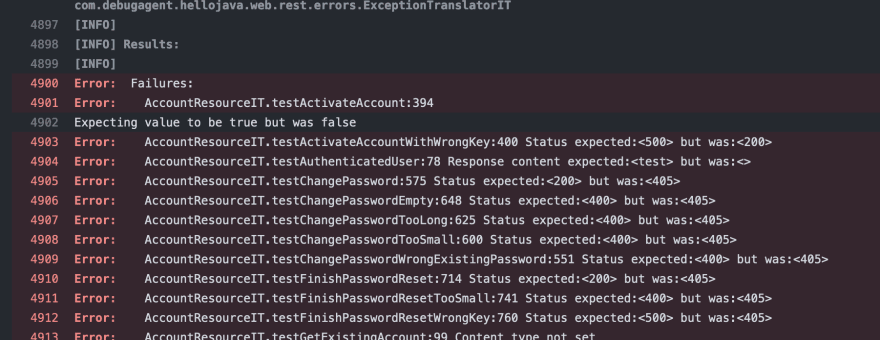 com.debugagent.hellojava.web.rest.errors.ExceptionTranslatorIT
4897 [INFO]
4898 [INFO] Results:
4899 [INFO]
4900 Error:  Failures:
4901 Error:    AccountResourceIT.testActivateAccount:394
4902 Expecting value to be true but was false
4903 Error:    AccountResourceIT.testActivateAccountWithWrongKey:400 Status expected:<500> but was:<200>
4904 Error:    AccountResourceIT.testAuthenticatedUser:78 Response content expected:<test> but was:<>
4905 Error:    AccountResourceIT.testChangePassword:575 Status expected:<200> but was:<405>
4906 Error:    AccountResourceIT.testChangePasswordEmpty:648 Status expected:<400> but was:<405>
4907 Error:    AccountResourceIT.testChangePasswordTooLong:625 Status expected:<400> but was:<405>
4908 Error:    AccountResourceIT.testChangePasswordTooSmall:600 Status expected:<400> but was:<405>
4909 Error:    AccountResourceIT.testChangePasswordWrongExistingPassword:551 Status expected:<400> but was:<405>
4910 Error:    AccountResourceIT.testFinishPasswordReset:714 Status expected:<200> but was:<405>
4911 Error:    AccountResourceIT.testFinishPasswordResetTooSmall:741 Status expected:<400> but was:<405>
4912 Error:    AccountResourceIT.testFinishPasswordResetWrongKey:760 Status expected:<500> but was:<405>
4913 Error:    AccountResourceIT.testGetExistingAccount:99 Content type not set